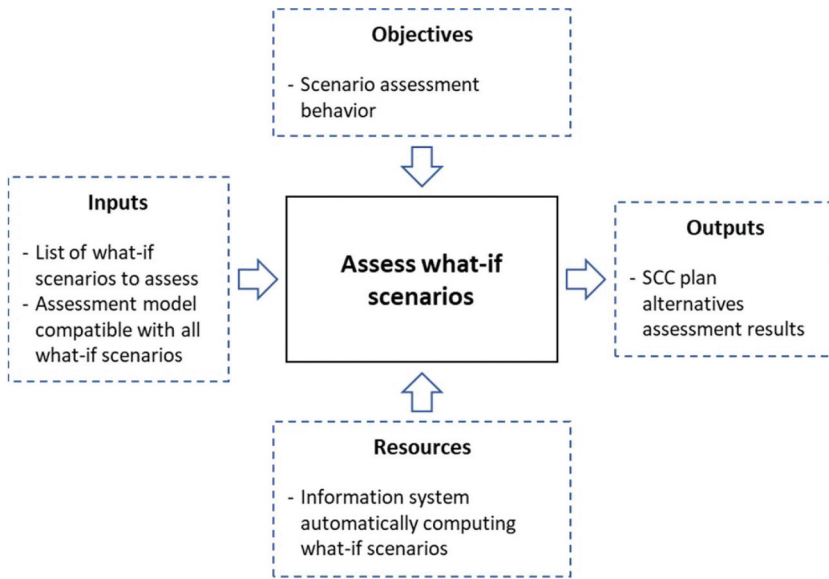 Objectives
- Scenario assessment
behavior
Inputs
- List of what-if
scenarios to assess
- Assessment model
compatible with all
what-if scenarios
Assess what-if
scenarios
Outputs
- SCC plan
alternatives
assessment results
Resources
- Information system
automatically computing
what-if scenarios